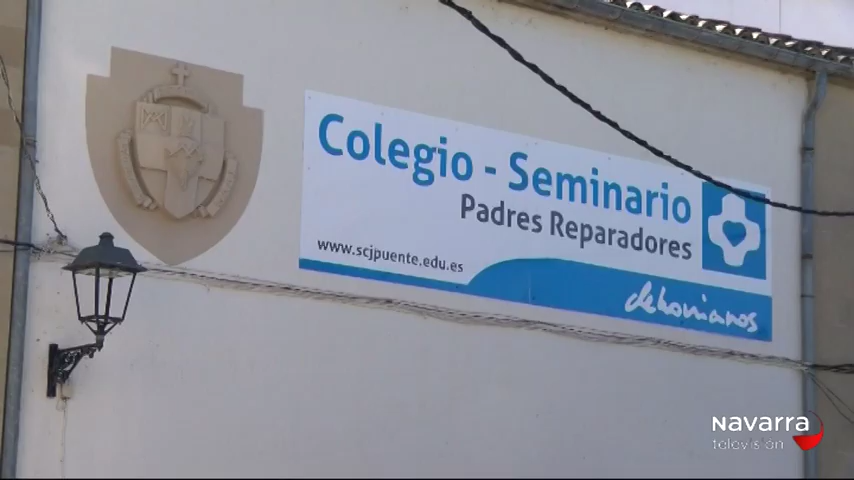 Colegio - Seminario
Padres Reparadores
www.scjpuente.edu.es
dehonianos
navarra
televisión